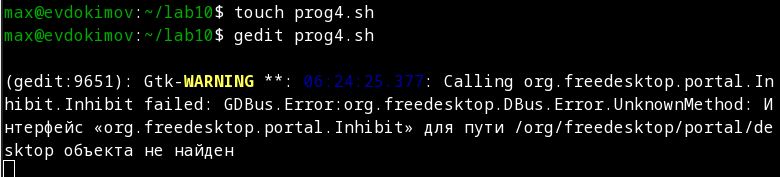 max@evdokimov:~/lab10$ touch prog4.sh
max@evdokimov:~/lab10$ gedit prog4.sh
(gedit:9651): Gtk-WARNING **: 06:24:25.377: Calling org.freedesktop.portal.In
hibit.Inhibit failed: GDBus.Error:org.freedesktop.DBus.Error.UnknownMethod: И
нтерфейс «org.freedesktop.portal.Inhibit» для пути /org/freedesktop/portal/de
sktop объекта не найден